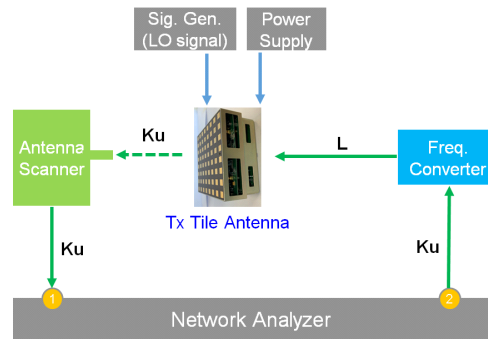 Sig. Gen.
(LO signal)
Power
Supply
Antenna
Scanner
Ku
L
Freq.
Converter
Tx Tile Antenna
Ku
Ku
1
2
Network Analyzer